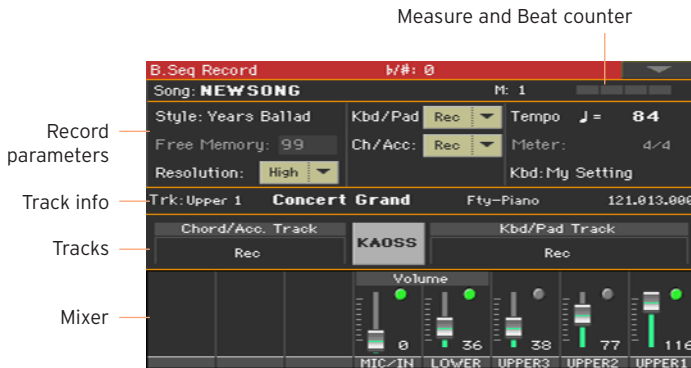 Measure and Beat counter
B.Seq Record ♭/#: 0
Song: NEWSONG M: 1
Record parameters
Style: Years Ballad Kbd/Pad Rec Tempo ♩= 84
Free Memory: 99 Ch/Acc: Rec Meter: 4/4
Resolution: High Kbd: My Setting
Track info
Trk: Upper 1 Concert Grand Fty-Piano 121.013.000
Tracks
Chord/Acc. Track KAOSS Kbd/Pad Track
Rec Rec
Mixer
Volume
0 36 38 77 116
MIC/IN LOWER UPPER3 UPPER2 UPPER1